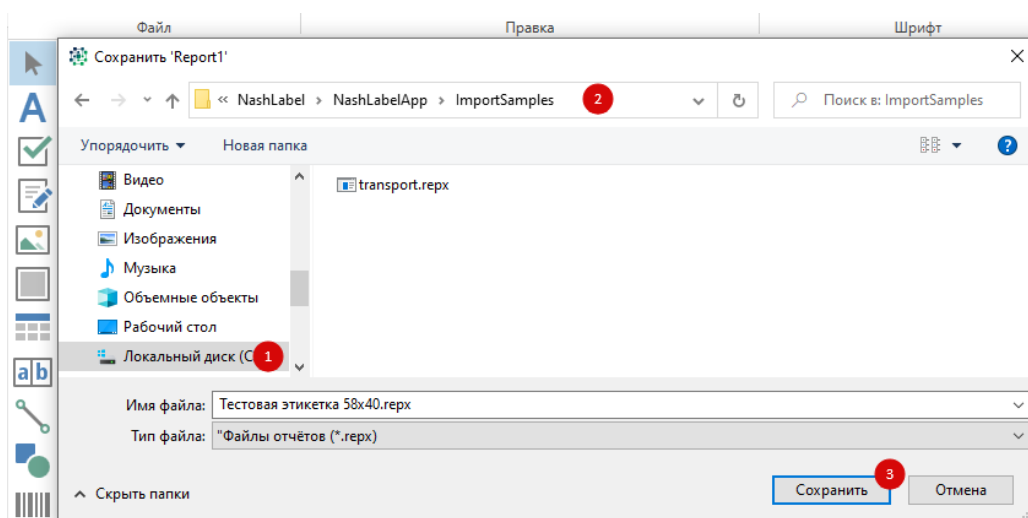 Файл Правка Шрифт
Сохранить 'Report1'
« NashLabel › NashLabelApp › ImportSamples 2 Поиск в: ImportSamples
Упорядочить Новая папка ?
A
Видео
transport.repx
Документы
Изображения
Музыка
Объемные объекты
Рабочий стол
Локальный диск (C 1
a b
Имя файла: Тестовая этикетка 58x40.repx
Тип файла: "Файлы отчётов (*.repx)
3
Скрыть папки Сохранить Отмена